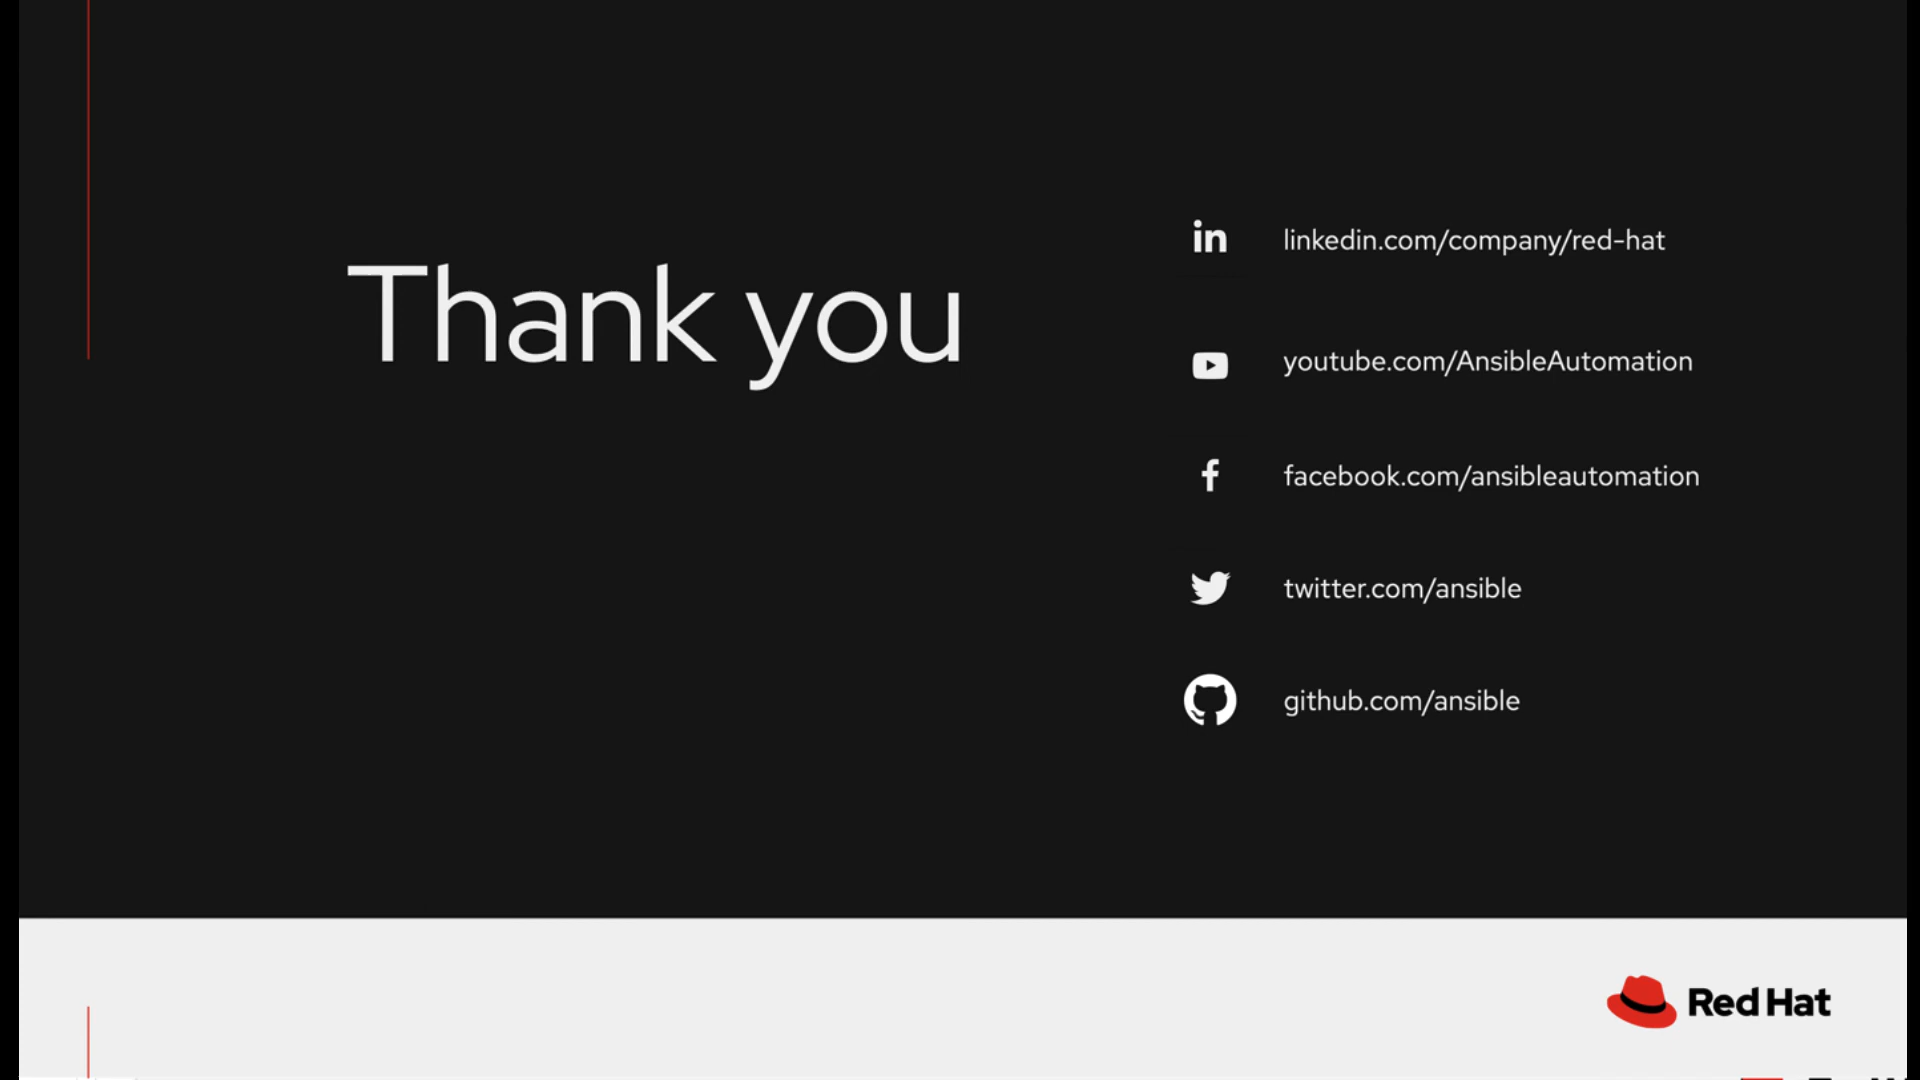 Thank you
linkedin.com/company/red-hat
youtube.com/AnsibleAutomation
facebook.com/ansibleautomation
twitter.com/ansible
github.com/ansible
Red Hat